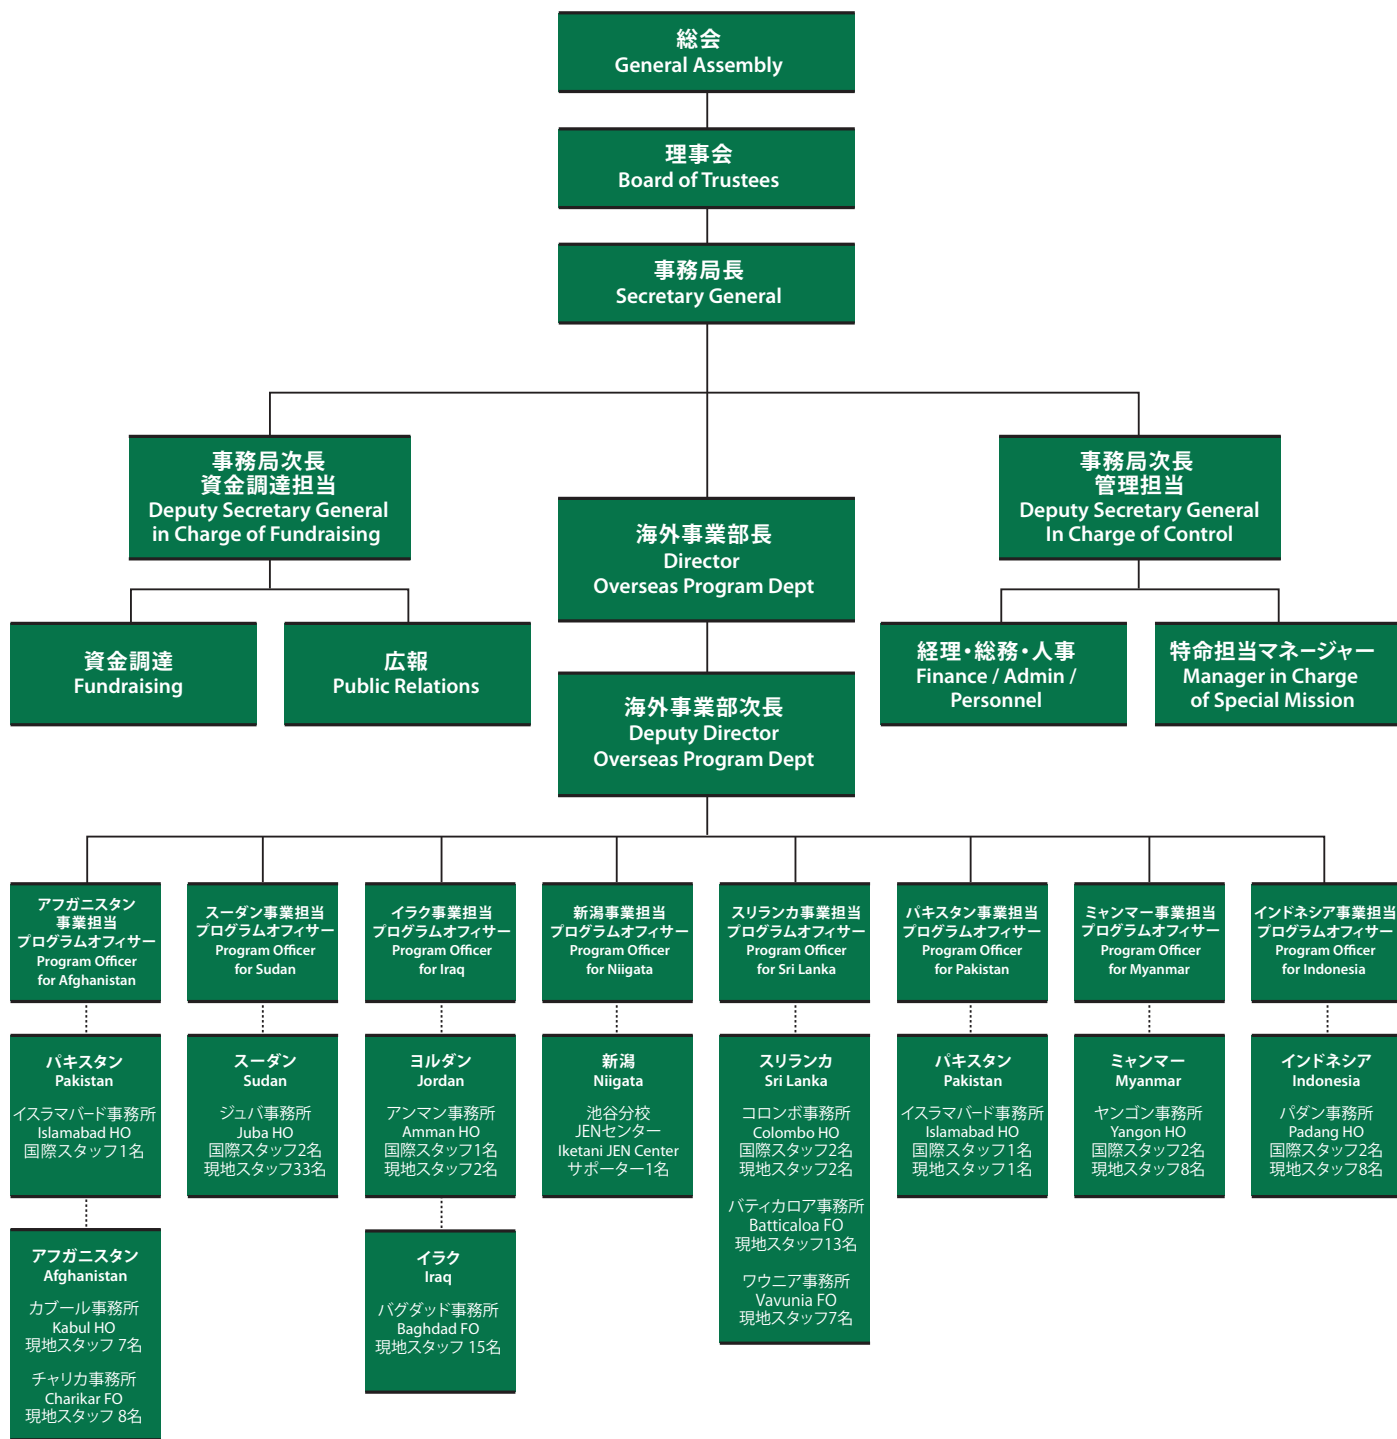 総会
General Assembly
理事会
Board of Trustees
事務局長
Secretary General
事務局次長
資金調達担当
Deputy Secretary General
in Charge of Fundraising
事務局次長
管理担当
Deputy Secretary General
In Charge of Control
海外事業部長
Director
Overseas Program Dept
資金調達
Fundraising
広報
Public Relations
経理・総務・人事
Finance / Admin /
Personnel
特命担当マネージャー
Manager in Charge
of Special Mission
海外事業部次長
Deputy Director
Overseas Program Dept
アフガニスタン
事業担当
プログラムオフィサー
Program Officer
for Afghanistan
スーダン事業担当
プログラムオフィサー
Program Officer
for Sudan
イラク事業担当
プログラムオフィサー
Program Officer
for Iraq
新潟事業担当
プログラムオフィサー
Program Officer
for Niigata
スリランカ事業担当
プログラムオフィサー
Program Officer
for Sri Lanka
パキスタン事業担当
プログラムオフィサー
Program Officer
for Pakistan
ミャンマー事業担当
プログラムオフィサー
Program Officer
for Myanmar
インドネシア事業担当
プログラムオフィサー
Program Officer
for Indonesia
パキスタン
Pakistan
イスラマバード事務所
Islamabad HO
国際スタッフ1名
スーダン
Sudan
ジュバ事務所
Juba HO
国際スタッフ2名
現地スタッフ33名
ヨルダン
Jordan
アンマン事務所
Amman HO
国際スタッフ1名
現地スタッフ2名
新潟
Niigata
池谷分校
JENセンター
Iketani JEN Center
サポーター1名
スリランカ
Sri Lanka
コロンボ事務所
Colombo HO
国際スタッフ2名
現地スタッフ2名
バティカロア事務所
Batticaloa FO
現地スタッフ13名
ワウニア事務所
Vavunia FO
現地スタッフ7名
パキスタン
Pakistan
イスラマバード事務所
Islamabad HO
国際スタッフ1名
現地スタッフ1名
ミャンマー
Myanmar
ヤンゴン事務所
Yangon HO
国際スタッフ2名
現地スタッフ8名
インドネシア
Indonesia
パダン事務所
Padang HO
国際スタッフ2名
現地スタッフ8名
アフガニスタン
Afghanistan
カブール事務所
Kabul HO
現地スタッフ 7名
チャリカ事務所
Charikar FO
現地スタッフ 8名
イラク
Iraq
バグダッド事務所
Baghdad FO
現地スタッフ 15名